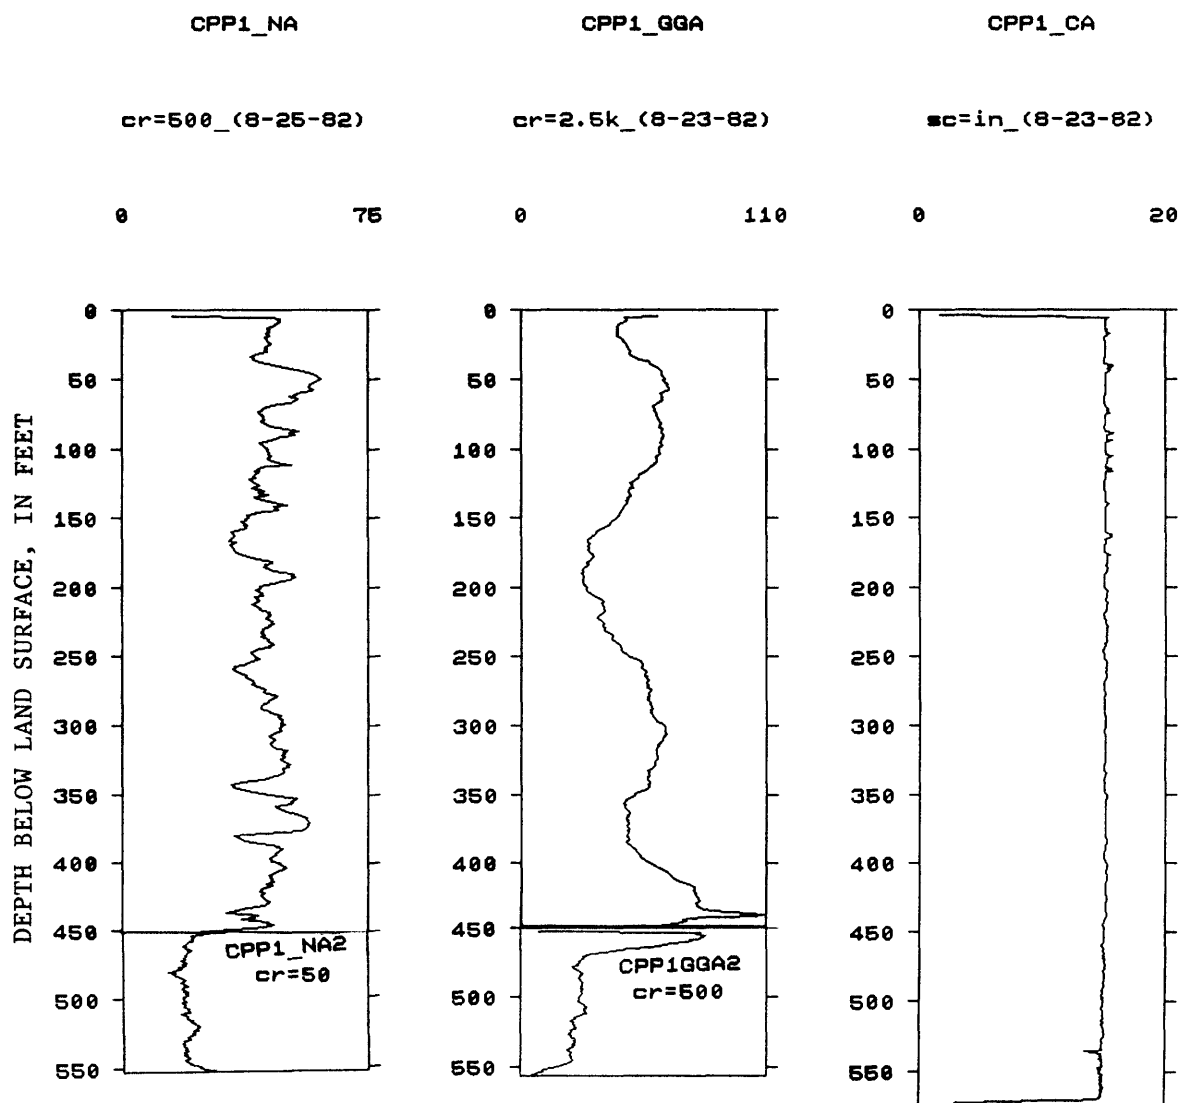 CPP1_NA CPP1_GGA CPP1_CA
cr=500_(8-25-82) cr=2.5k_(8-23-82) sc=in_(8-23-82)
0 75 0 110 0 20
DEPTH BELOW LAND SURFACE, IN FEET
0 0 0
50 50 50
100 100 100
150 150 150
200 200 200
250 250 250
300 300 300
350 350 350
400 400 400
450 450 450
CPP1_NA2 CPP1GGA2
cr=50 cr=500
500 500 500
550 550 550